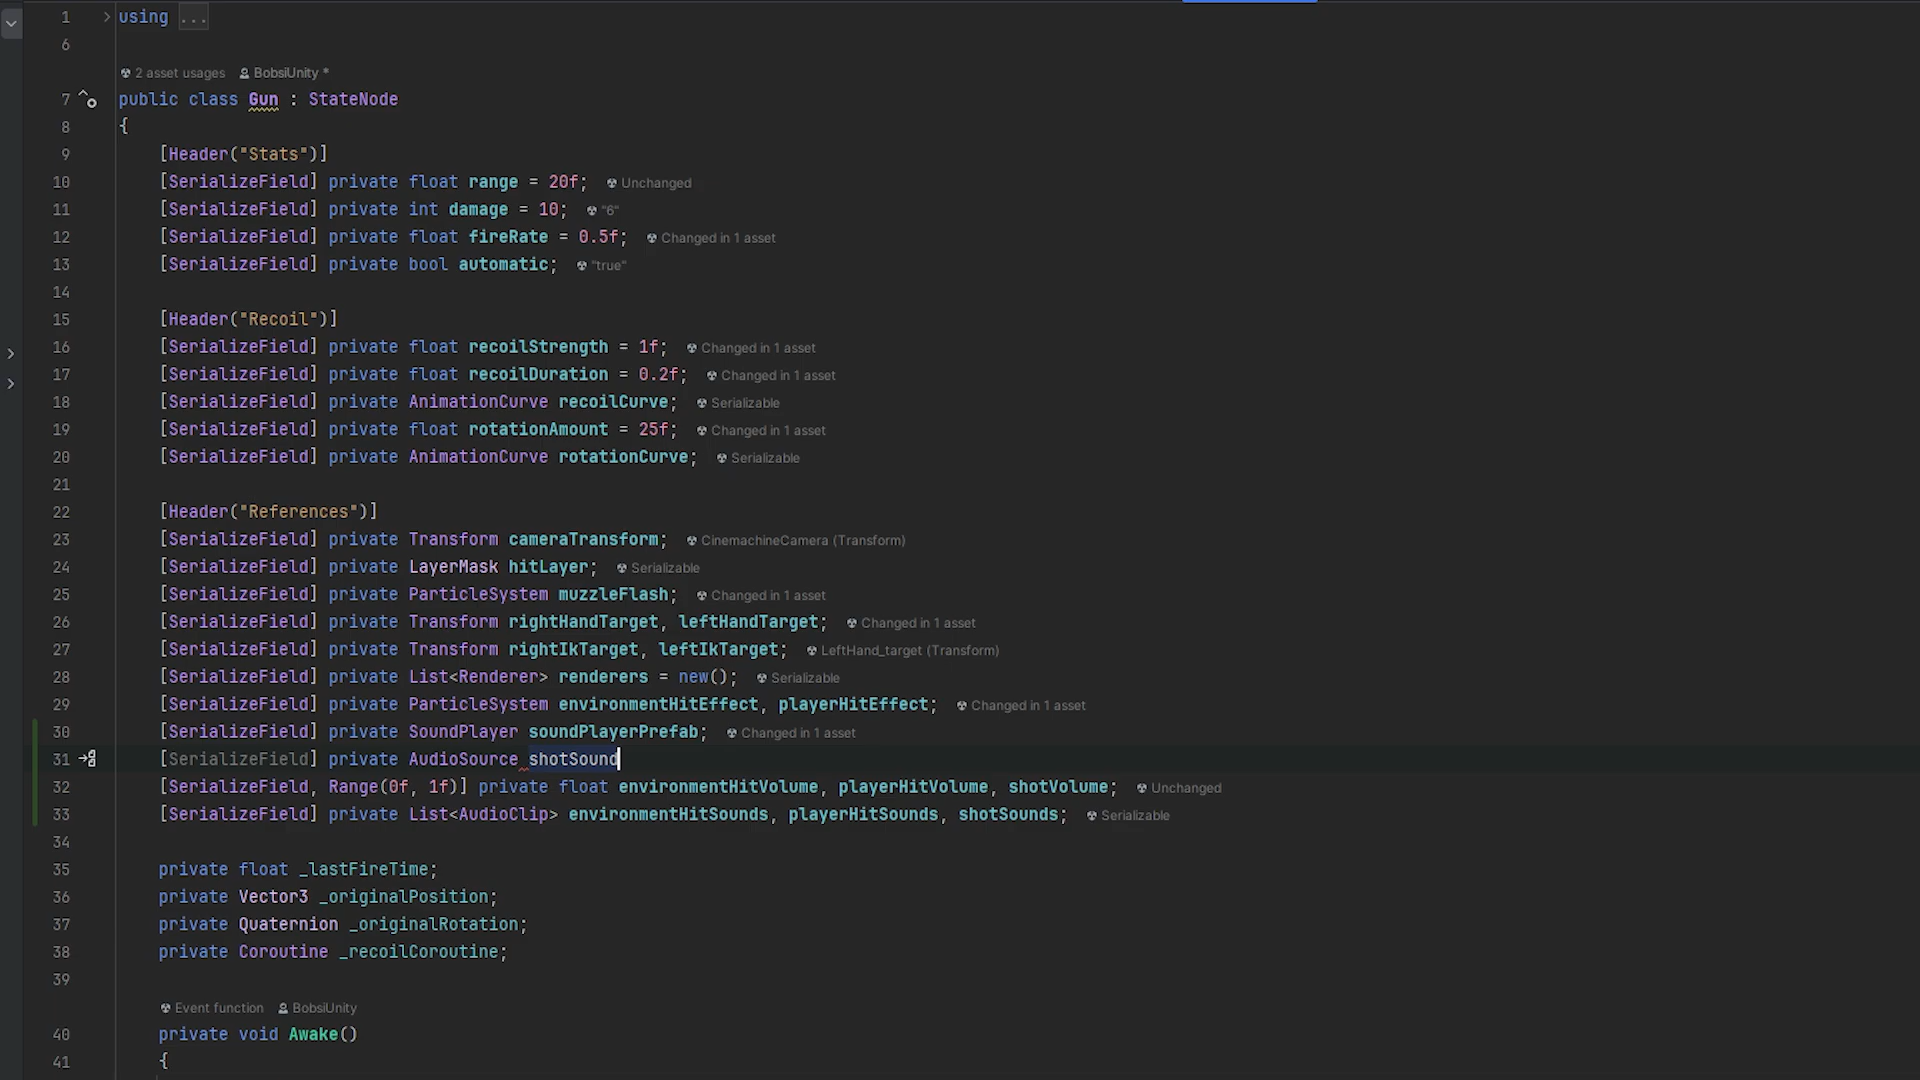 1 using ...
6
2 asset usages BobsiUnity *
7 public class Gun : StateNode
8 {
9 [Header("Stats")]
10 [SerializeField] private float range = 20f; Unchanged
11 [SerializeField] private int damage = 10; "6"
12 [SerializeField] private float fireRate = 0.5f; Changed in 1 asset
13 [SerializeField] private bool automatic; "true"
14
15 [Header("Recoil")]
16 [SerializeField] private float recoilStrength = 1f; Changed in 1 asset
17 [SerializeField] private float recoilDuration = 0.2f; Changed in 1 asset
18 [SerializeField] private AnimationCurve recoilCurve; Serializable
19 [SerializeField] private float rotationAmount = 25f; Changed in 1 asset
20 [SerializeField] private AnimationCurve rotationCurve; Serializable
21
22 [Header("References")]
23 [SerializeField] private Transform cameraTransform; CinemachineCamera (Transform)
24 [SerializeField] private LayerMask hitLayer; Serializable
25 [SerializeField] private ParticleSystem muzzleFlash; Changed in 1 asset
26 [SerializeField] private Transform rightHandTarget, leftHandTarget; Changed in 1 asset
27 [SerializeField] private Transform rightIkTarget, leftIkTarget; LeftHand_target (Transform)
28 [SerializeField] private List<Renderer> renderers = new(); Serializable
29 [SerializeField] private ParticleSystem environmentHitEffect, playerHitEffect; Changed in 1 asset
30 [SerializeField] private SoundPlayer soundPlayerPrefab; Changed in 1 asset
31 [SerializeField] private AudioSource shotSound
32 [SerializeField, Range(0f, 1f)] private float environmentHitVolume, playerHitVolume, shotVolume; Unchanged
33 [SerializeField] private List<AudioClip> environmentHitSounds, playerHitSounds, shotSounds; Serializable
34
35 private float _lastFireTime;
36 private Vector3 _originalPosition;
37 private Quaternion _originalRotation;
38 private Coroutine _recoilCoroutine;
39
Event function BobsiUnity
40 private void Awake()
41 {